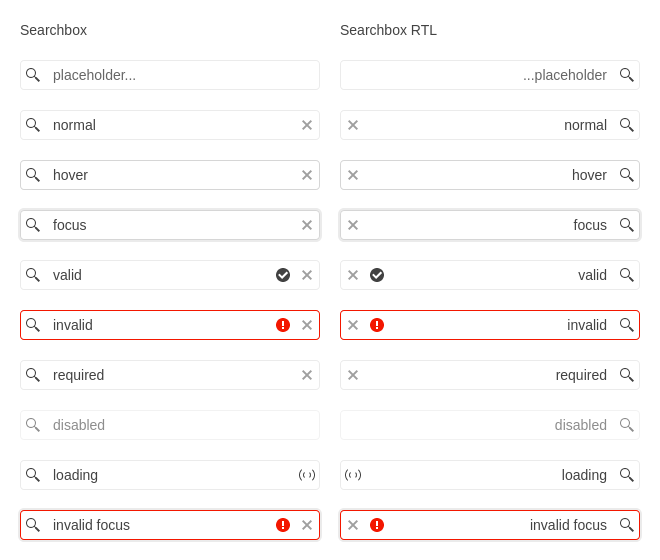 Searchbox
placeholder...
normal
hover
focus
valid
invalid
required
disabled
loading
invalid focus
Searchbox RTL
...placeholder
normal
hover
focus
valid
invalid
required
disabled
loading
invalid focus